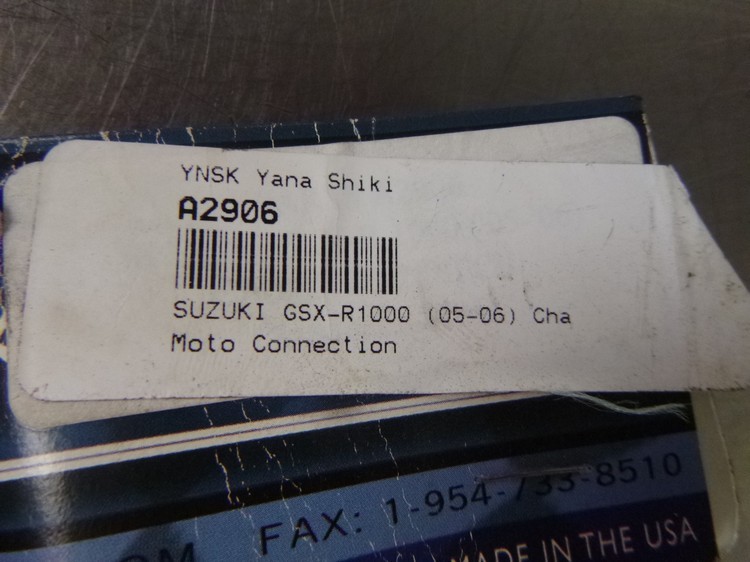 YNSK Yana Shiki
A2906
SUZUKI GSX-R1000 (05-06) Cha
Moto Connection
FAX: 1-954-733-8510
MADE IN THE USA